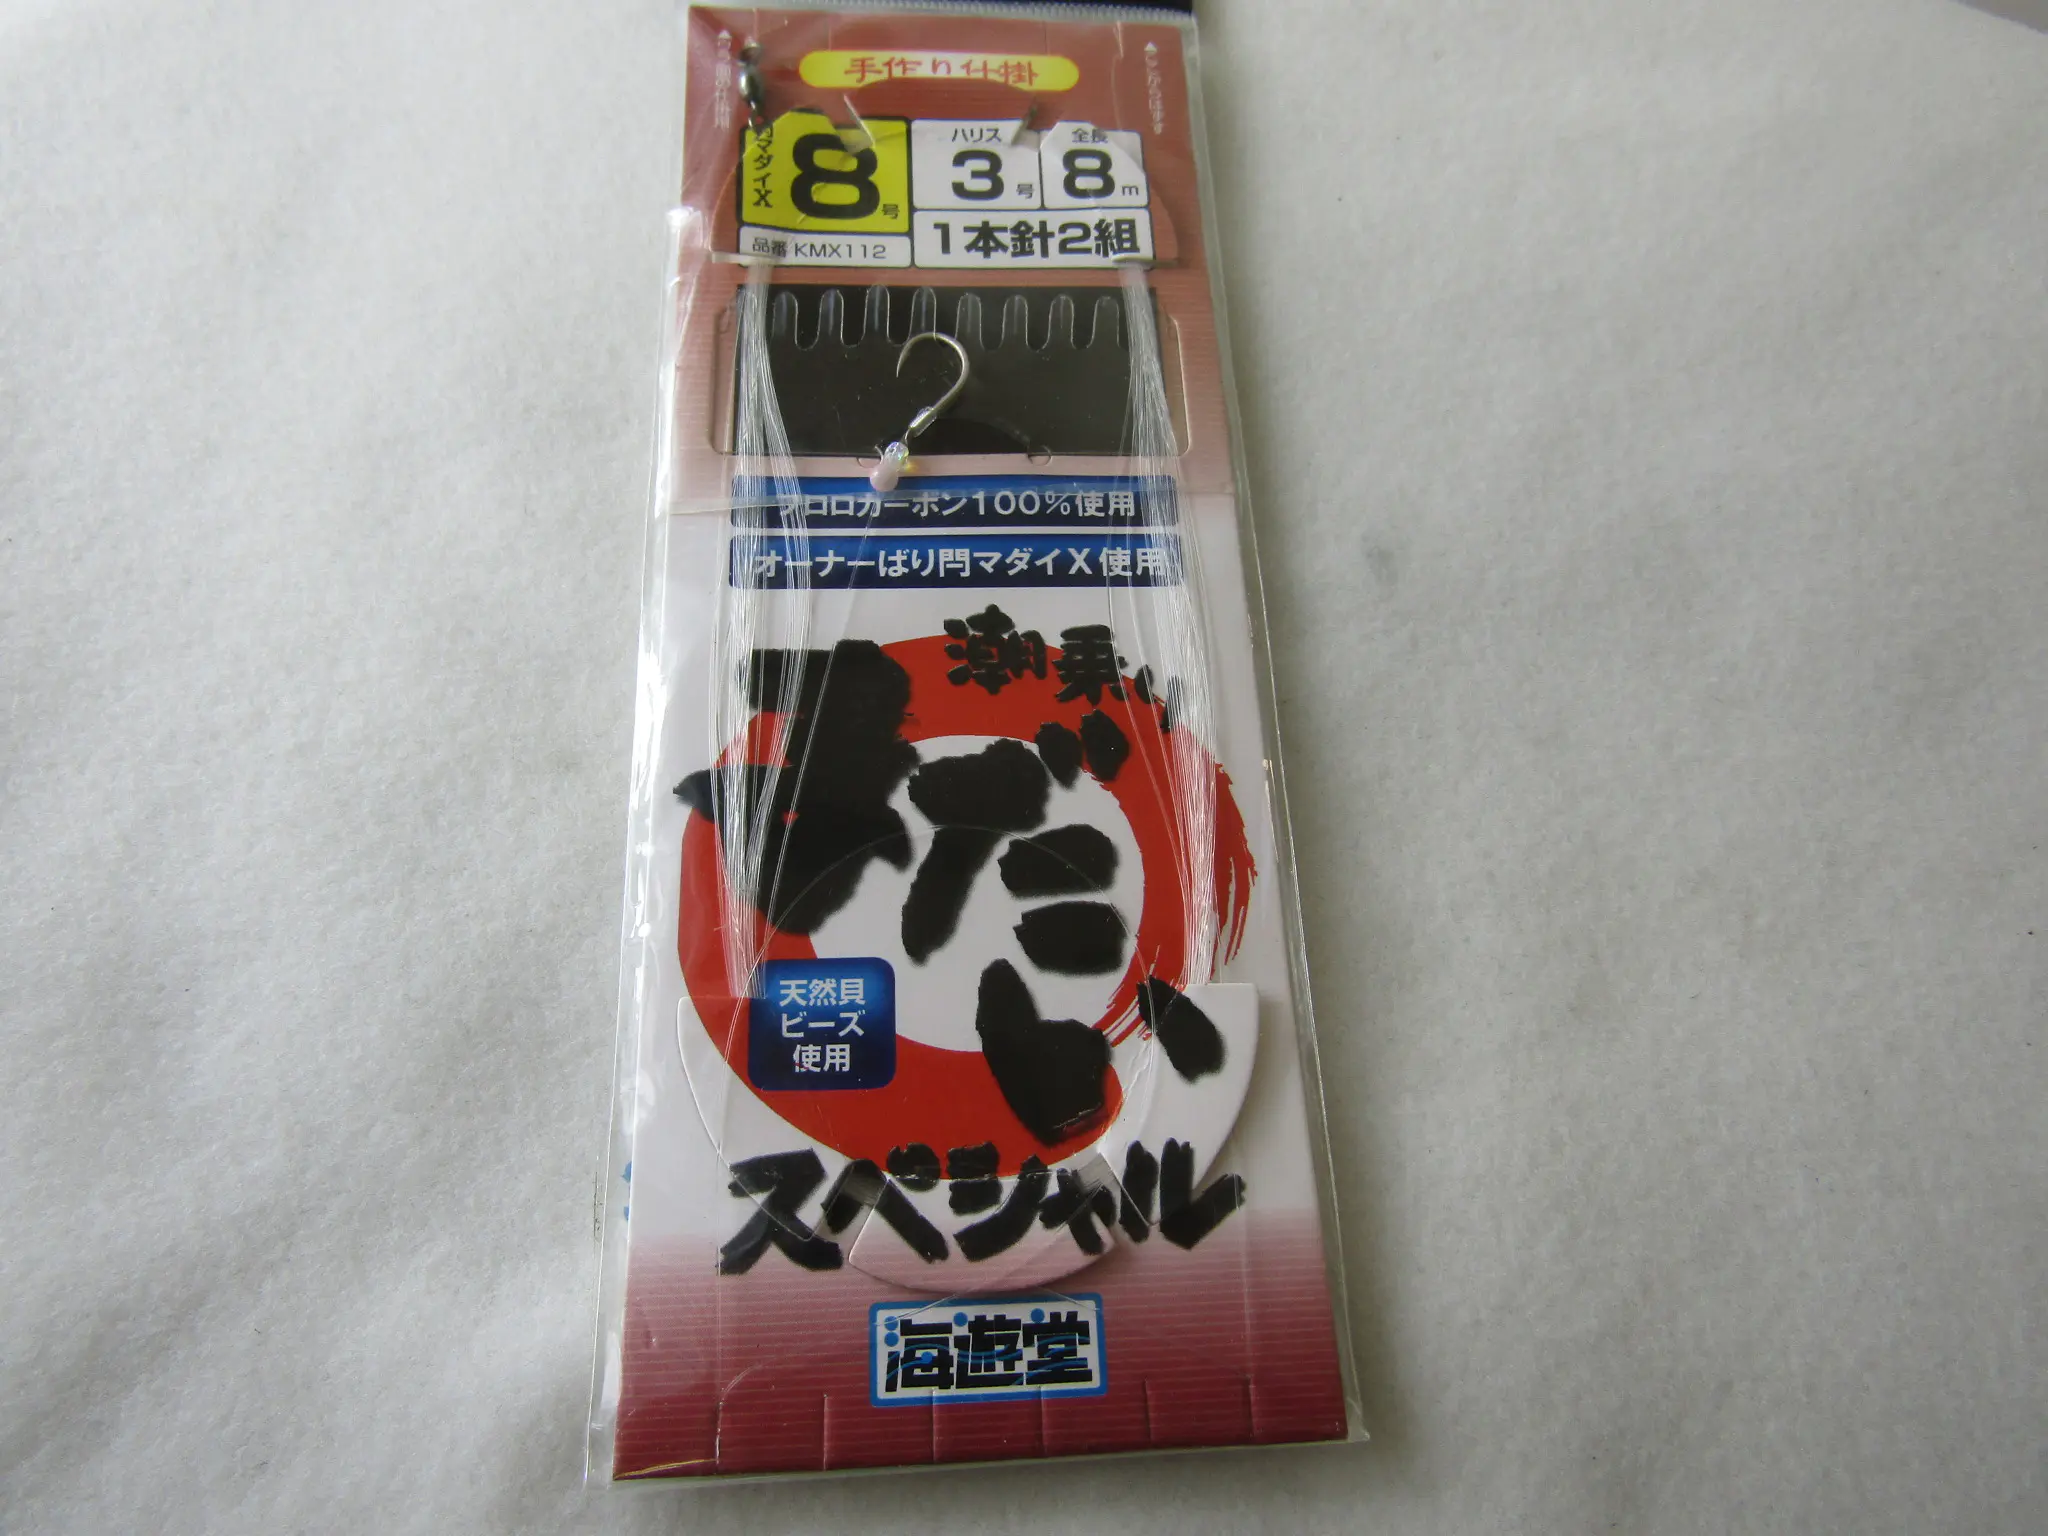 手作り仕掛
マダイX 8号
ハリス 3号
全長 8m
品番 KMX112
1本針2組
フロロカーボン100%使用
オーナーばり閂マダイX使用
潮乗り
まだい
天然貝
ビーズ
使用
スペシャル
海遊堂